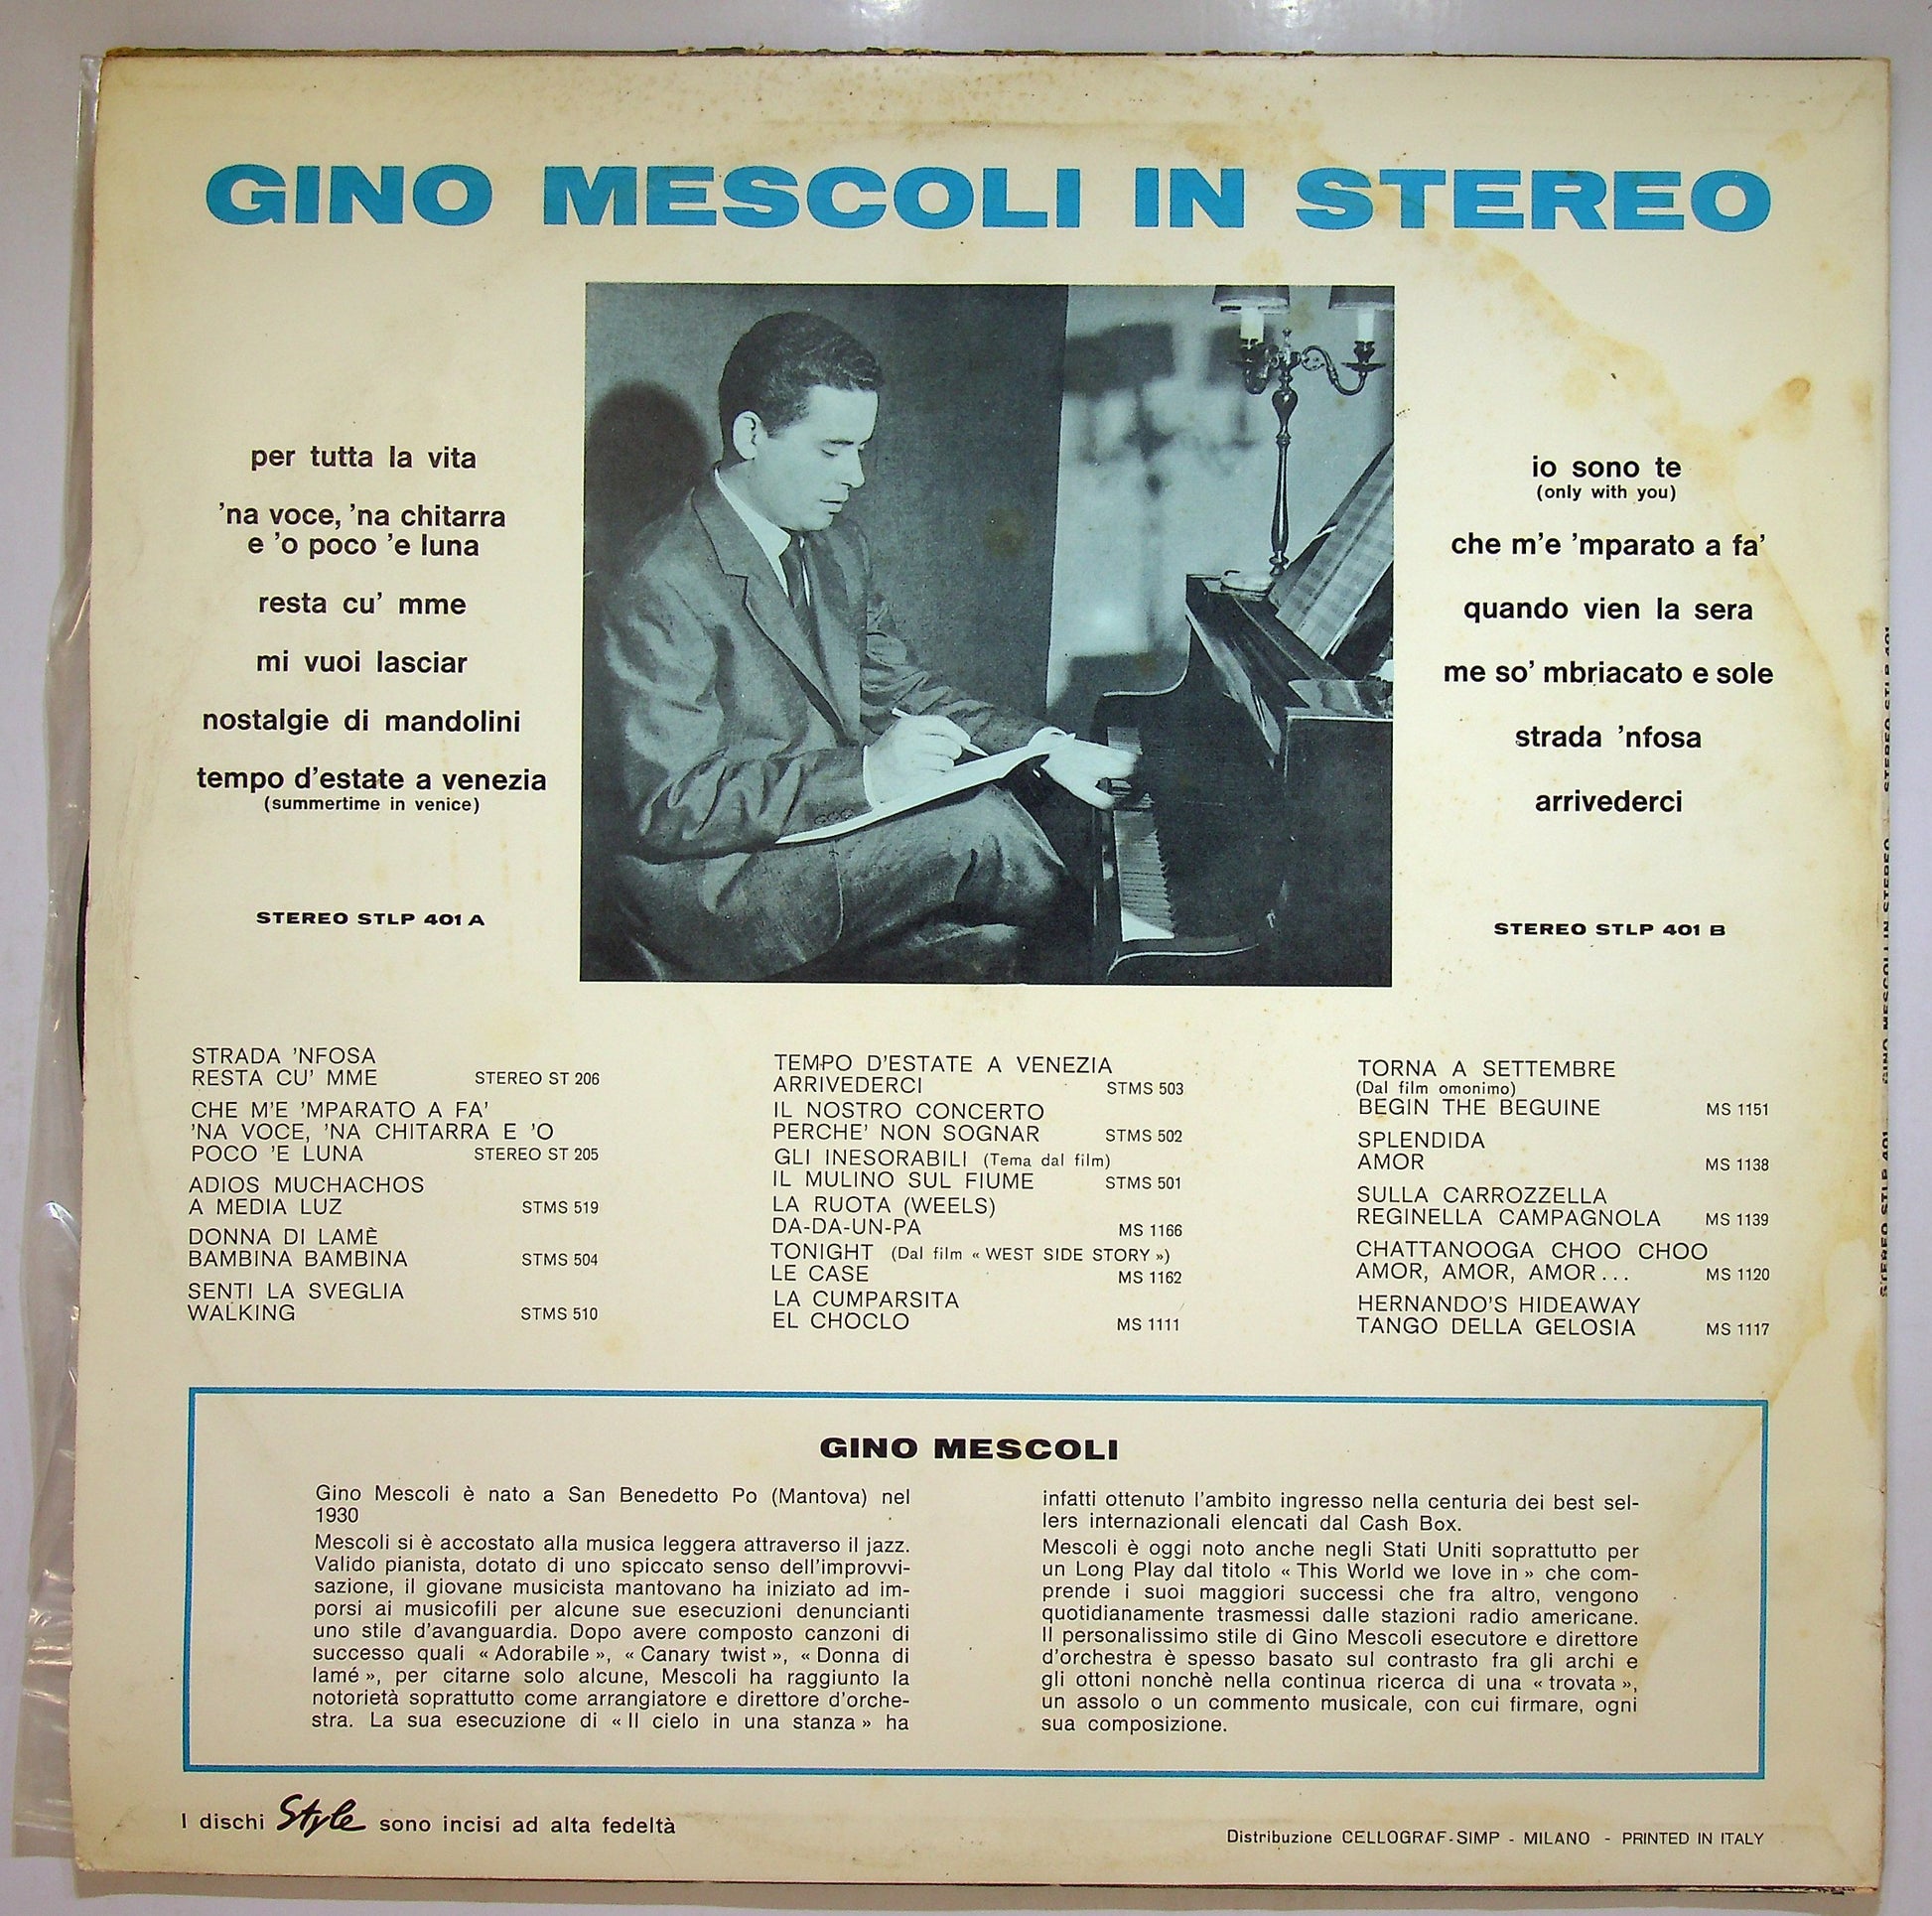 GINO MESCOLI IN STEREO
per tutta la vita
'na voce, 'na chitarra
e 'o poco 'e luna
resta cu' mme
mi vuoi lasciar
nostalgie di mandolini
tempo d'estate a venezia
(summertime in venice)
STEREO STLP 401 A
io sono te
(only with you)
che m'e 'mparato a fa'
quando vien la sera
me so' mbriacato e sole
strada 'nfosa
arrivederci
STEREO STLP 401 B
STRADA 'NFOSA
RESTA CU' MME STEREO ST 206
CHE M'E 'MPARATO A FA'
'NA VOCE, 'NA CHITARRA E 'O
POCO 'E LUNA STEREO ST 205
ADIOS MUCHACHOS
A MEDIA LUZ STMS 519
DONNA DI LAMÈ
BAMBINA BAMBINA STMS 504
SENTI LA SVEGLIA
WALKING STMS 510
TEMPO D'ESTATE A VENEZIA
ARRIVEDERCI STMS 503
IL NOSTRO CONCERTO
PERCHE' NON SOGNAR STMS 502
GLI INESORABILI (Tema dal film)
IL MULINO SUL FIUME STMS 501
LA RUOTA (WEELS)
DA-DA-UN-PA MS 1166
TONIGHT (Dal film « WEST SIDE STORY »)
LE CASE MS 1162
LA CUMPARSITA
EL CHOCLO MS 1111
TORNA A SETTEMBRE
(Dal film omonimo)
BEGIN THE BEGUINE MS 1151
SPLENDIDA
AMOR MS 1138
SULLA CARROZZELLA
REGINELLA CAMPAGNOLA MS 1139
CHATTANOOGA CHOO CHOO
AMOR, AMOR, AMOR... MS 1120
HERNANDO'S HIDEAWAY
TANGO DELLA GELOSIA MS 1117
GINO MESCOLI
Gino Mescoli è nato a San Benedetto Po (Mantova) nel
1930
Mescoli si è accostato alla musica leggera attraverso il jazz.
Valido pianista, dotato di uno spiccato senso dell'improvvi-
sazione, il giovane musicista mantovano ha iniziato ad im-
porsi ai musicofili per alcune sue esecuzioni denuncianti
uno stile d'avanguardia. Dopo avere composto canzoni di
successo quali « Adorabile », « Canary twist », « Donna di
lamé », per citarne solo alcune, Mescoli ha raggiunto la
notorietà soprattutto come arrangiatore e direttore d'orche-
stra. La sua esecuzione di « Il cielo in una stanza » ha
infatti ottenuto l'ambito ingresso nella centuria dei best sel-
lers internazionali elencati dal Cash Box.
Mescoli è oggi noto anche negli Stati Uniti soprattutto per
un Long Play dal titolo « This World we love in » che com-
prende i suoi maggiori successi che fra altro, vengono
quotidianamente trasmessi dalle stazioni radio americane.
Il personalissimo stile di Gino Mescoli esecutore e direttore
d'orchestra è spesso basato sul contrasto fra gli archi e
gli ottoni nonchè nella continua ricerca di una « trovata »,
un assolo o un commento musicale, con cui firmare, ogni
sua composizione.
I dischi Style sono incisi ad alta fedeltà
Distribuzione CELLOGRAF-SIMP - MILANO - PRINTED IN ITALY
STEREO STLP 401 - GINO MESCOLI IN STEREO - STEREO STLP 401